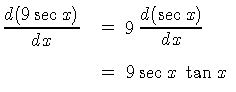 d(9 sec x)/dx = 9 d(sec x)/dx
= 9 sec x tan x